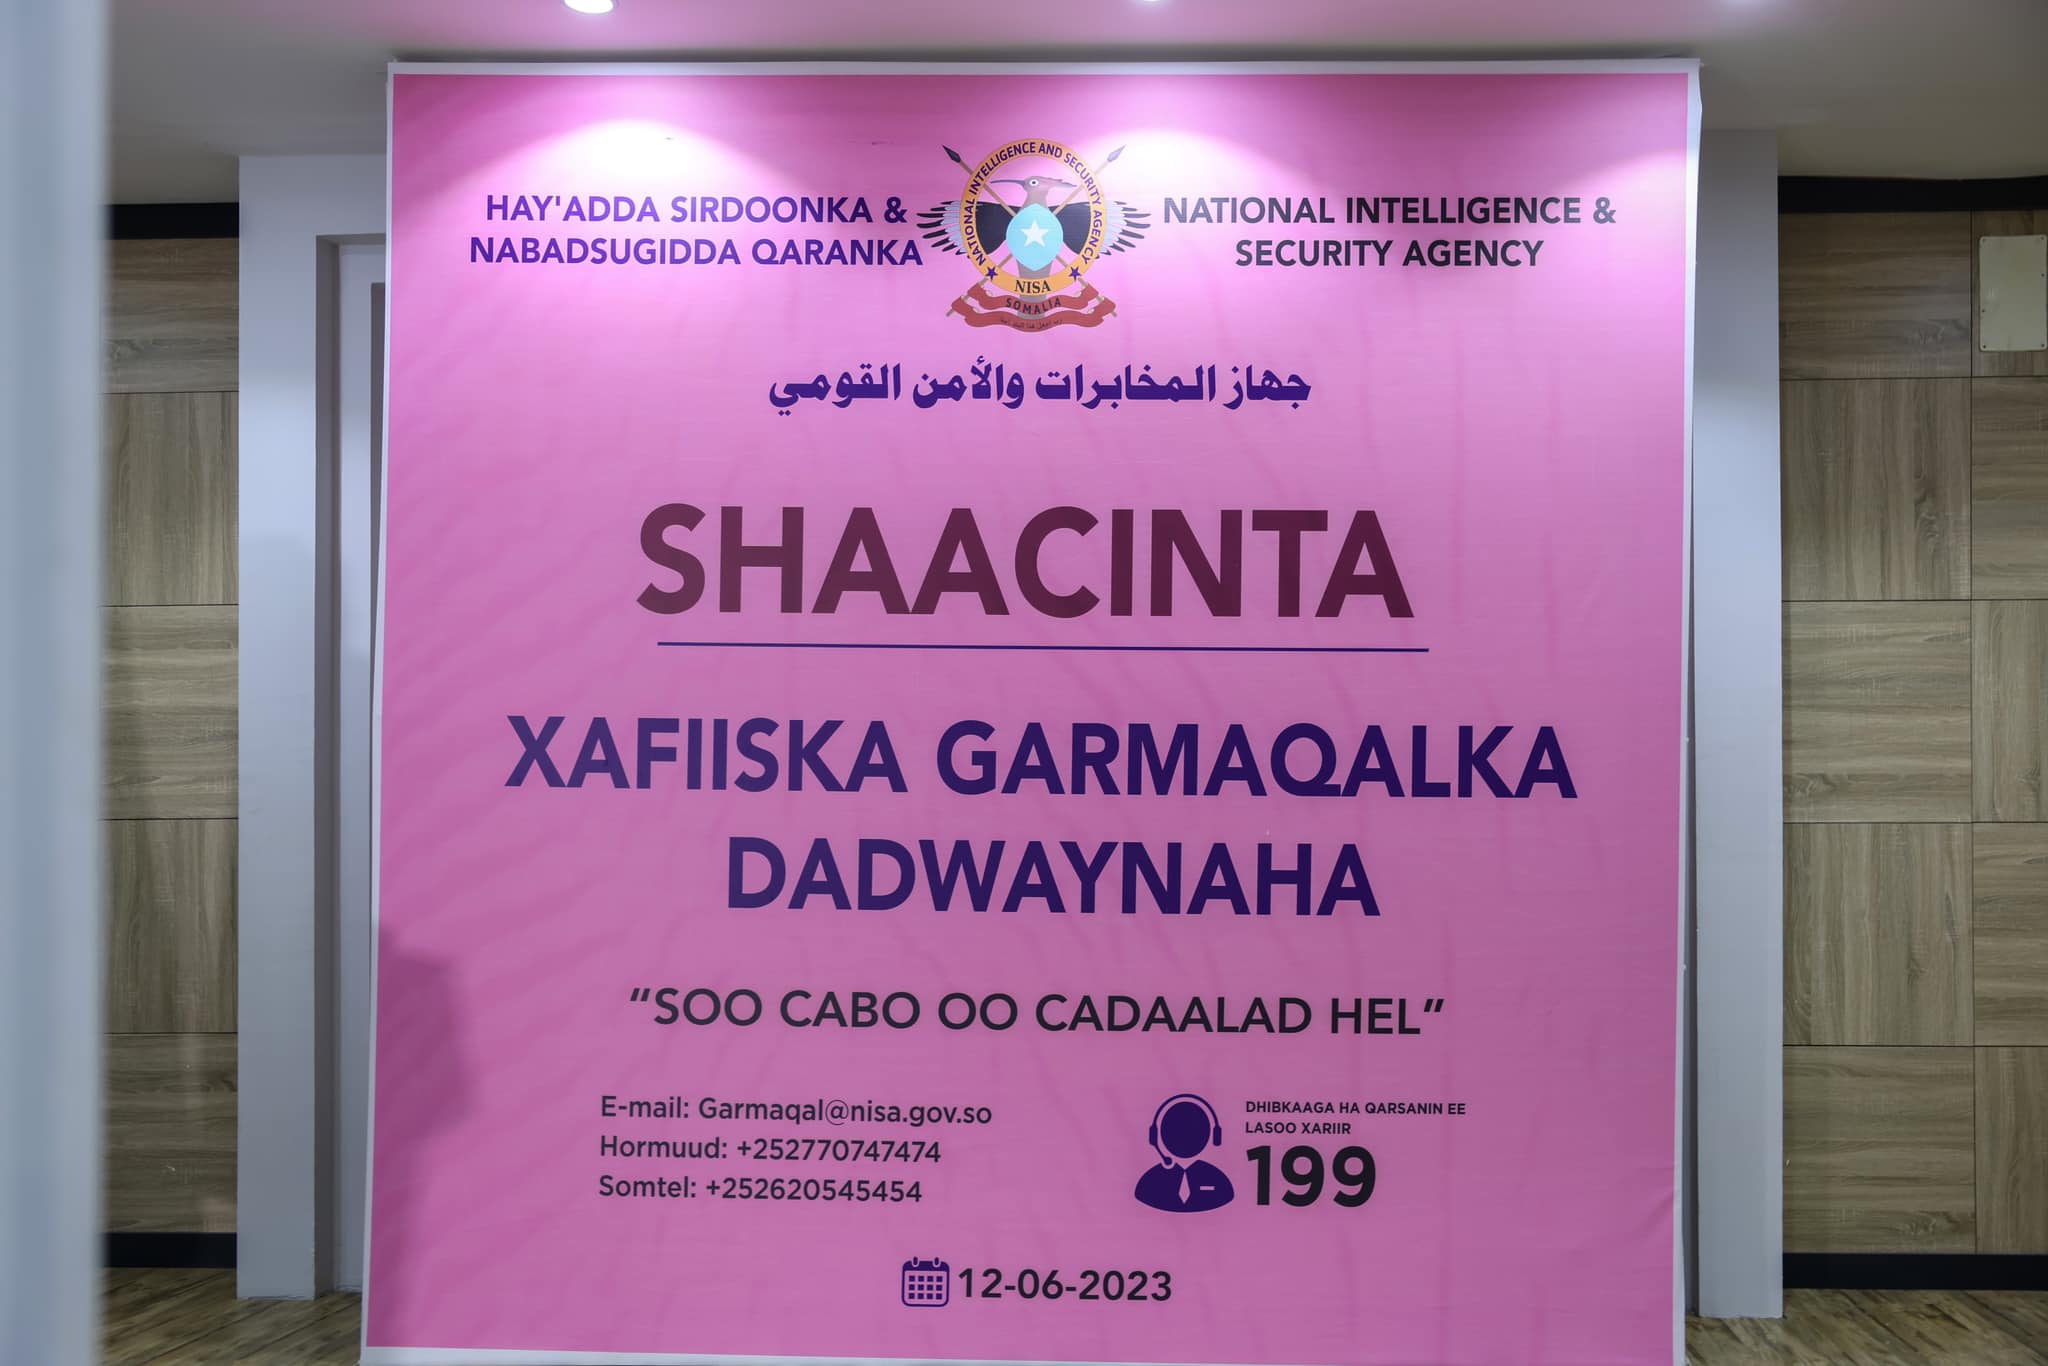 HAY'ADDA SIRDOONKA &
NABADSUGIDDA QARANKA
NATIONAL INTELLIGENCE AND SECURITY AGENCY
NISA
SOMALIA
NATIONAL INTELLIGENCE &
SECURITY AGENCY
جهاز المخابرات والأمن القومي
SHAACINTA
XAFIISKA GARMAQALKA
DADWAYNAHA
“SOO CABO OO CADAALAD HEL”
E-mail: Garmaqal@nisa.gov.so
Hormuud: +252770747474
Somtel: +252620545454
DHIBKAAGA HA QARSANIN EE
LASOO XARIIR
199
12-06-2023